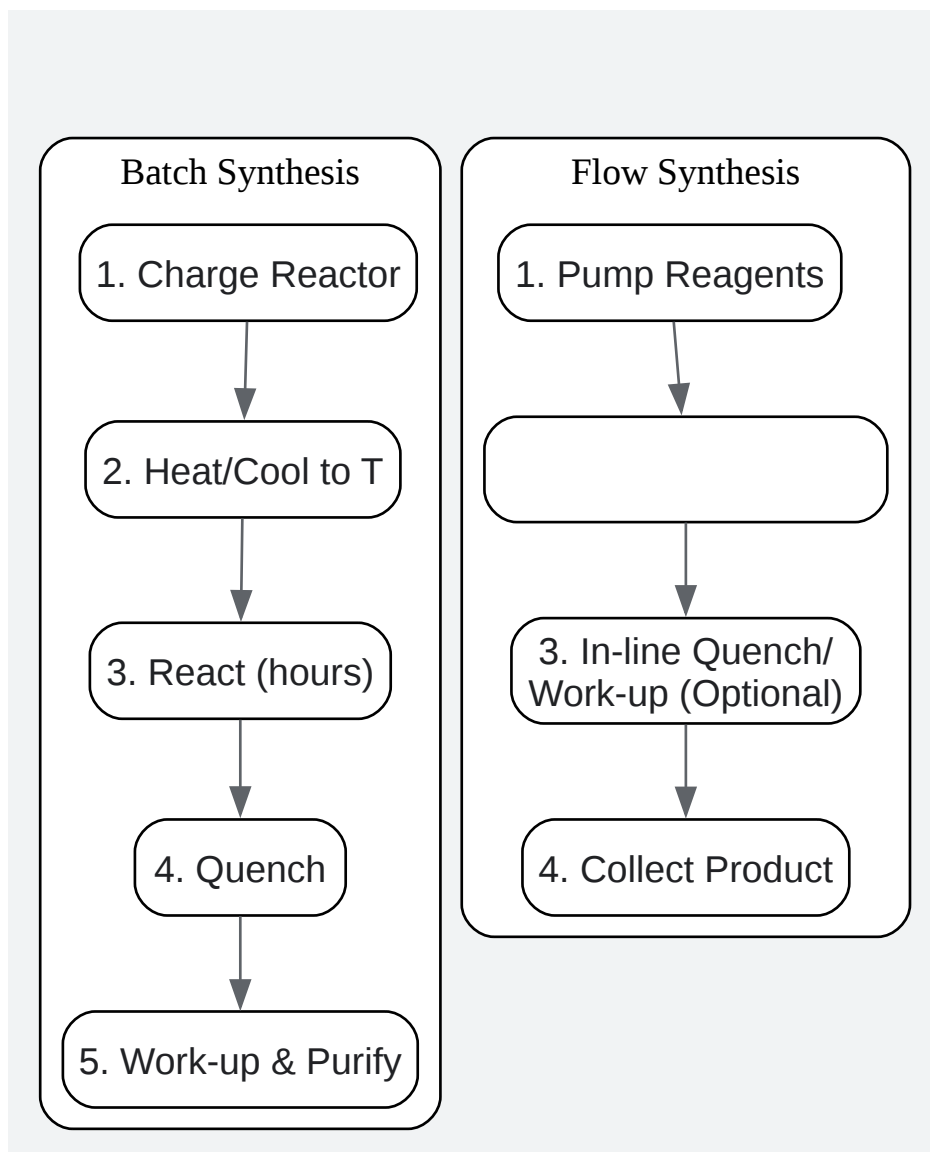 Batch Synthesis
1. Charge Reactor
2. Heat/Cool to T
3. React (hours)
4. Quench
5. Work-up & Purify
Flow Synthesis
1. Pump Reagents
3. In-line Quench/
Work-up (Optional)
4. Collect Product